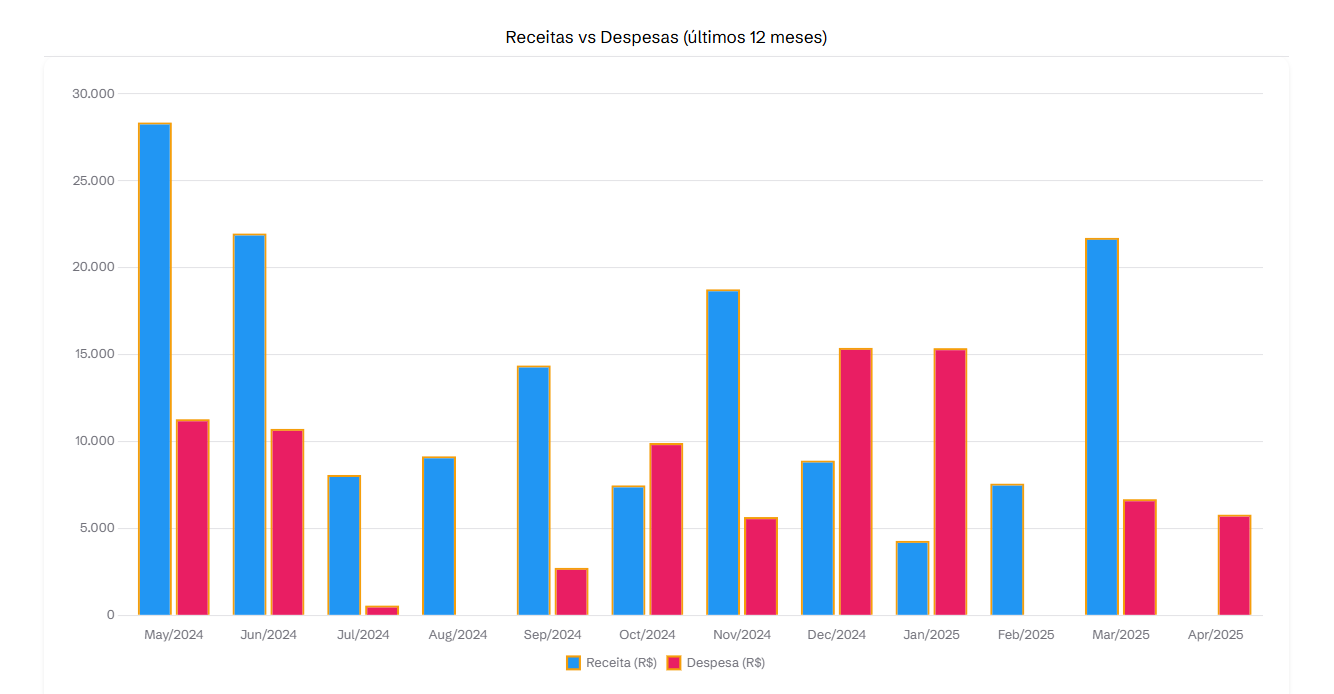 Receitas vs Despesas (últimos 12 meses)
30.000
25.000
20.000
15.000
10.000
5.000
0
May/2024 Jun/2024 Jul/2024 Aug/2024 Sep/2024 Oct/2024 Nov/2024 Dec/2024 Jan/2025 Feb/2025 Mar/2025 Apr/2025
Receita (R$) Despesa (R$)